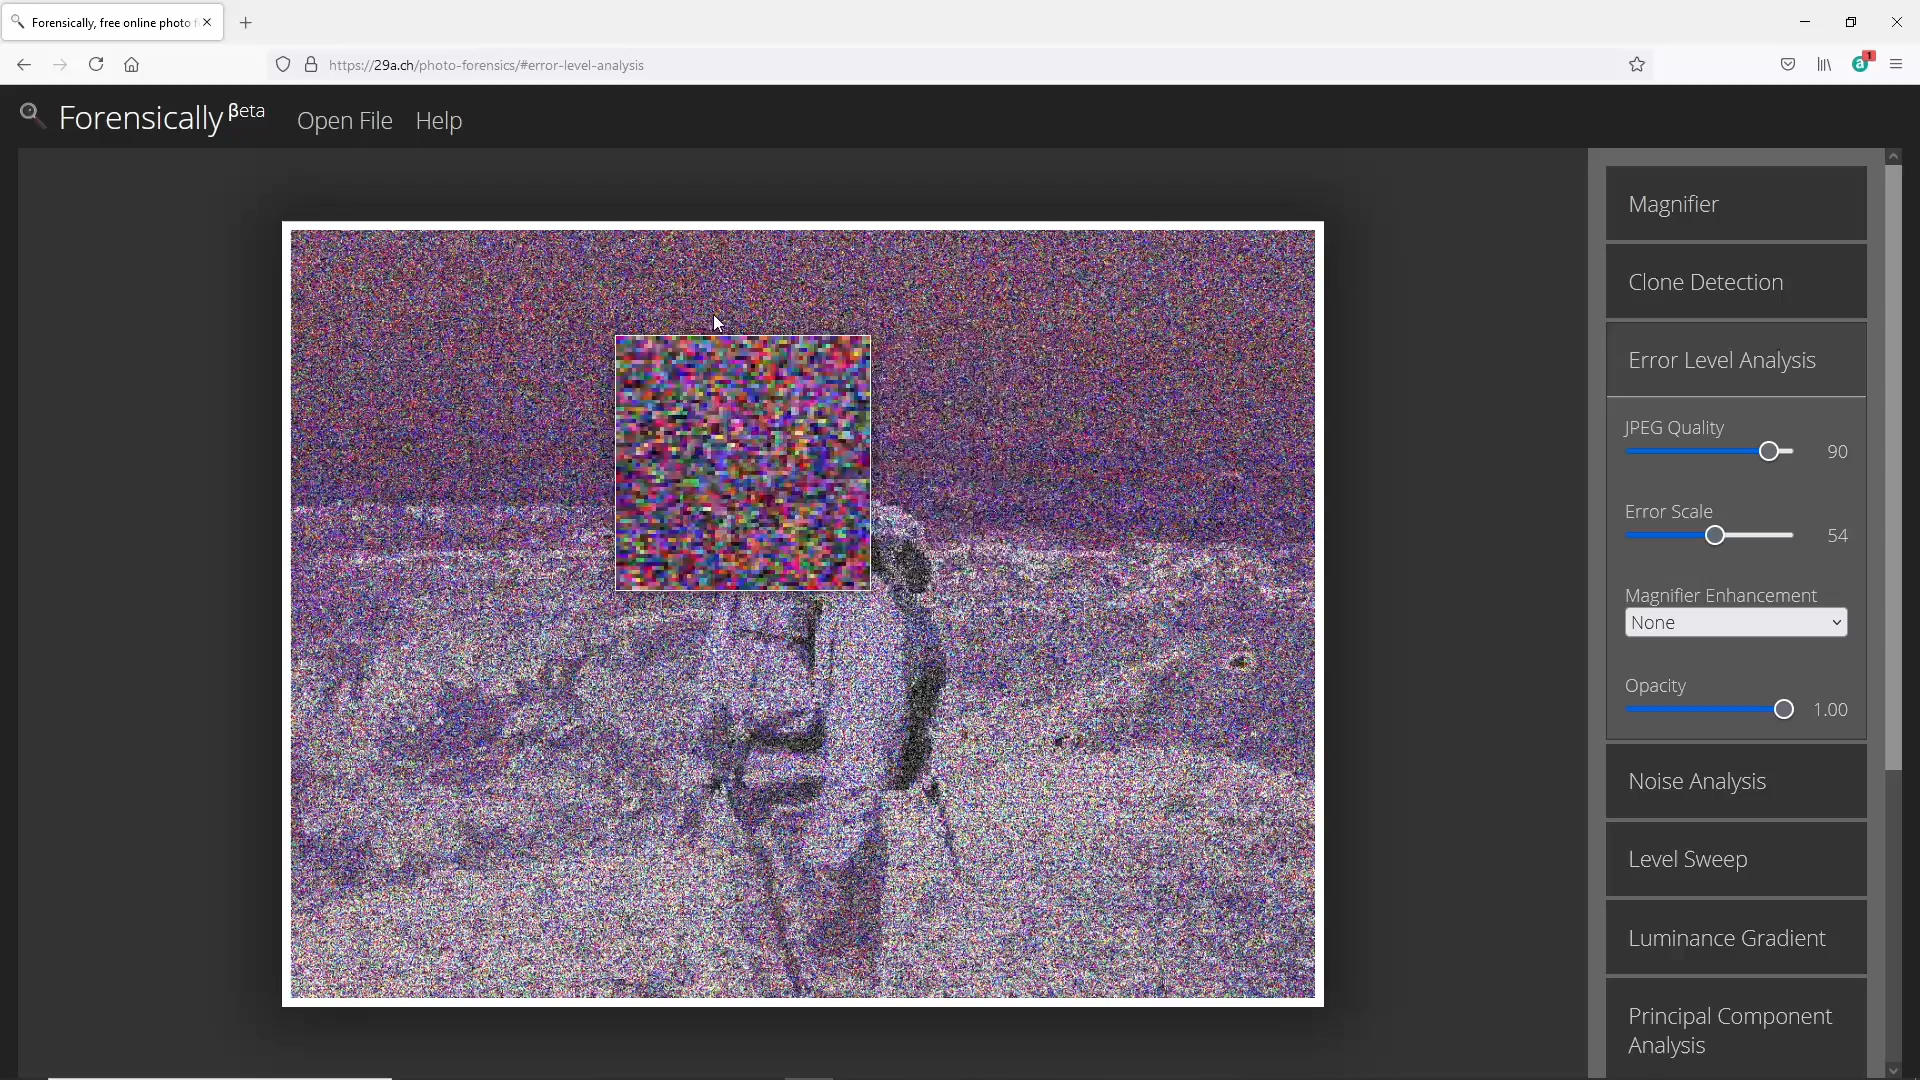 Forensically, free online photo f
https://29a.ch/photo-forensics/#error-level-analysis
a 1
Forensically βeta Open File Help
Magnifier
Clone Detection
Error Level Analysis
JPEG Quality
90
Error Scale
54
Magnifier Enhancement
None
Opacity
1.00
Noise Analysis
Level Sweep
Luminance Gradient
Principal Component
Analysis